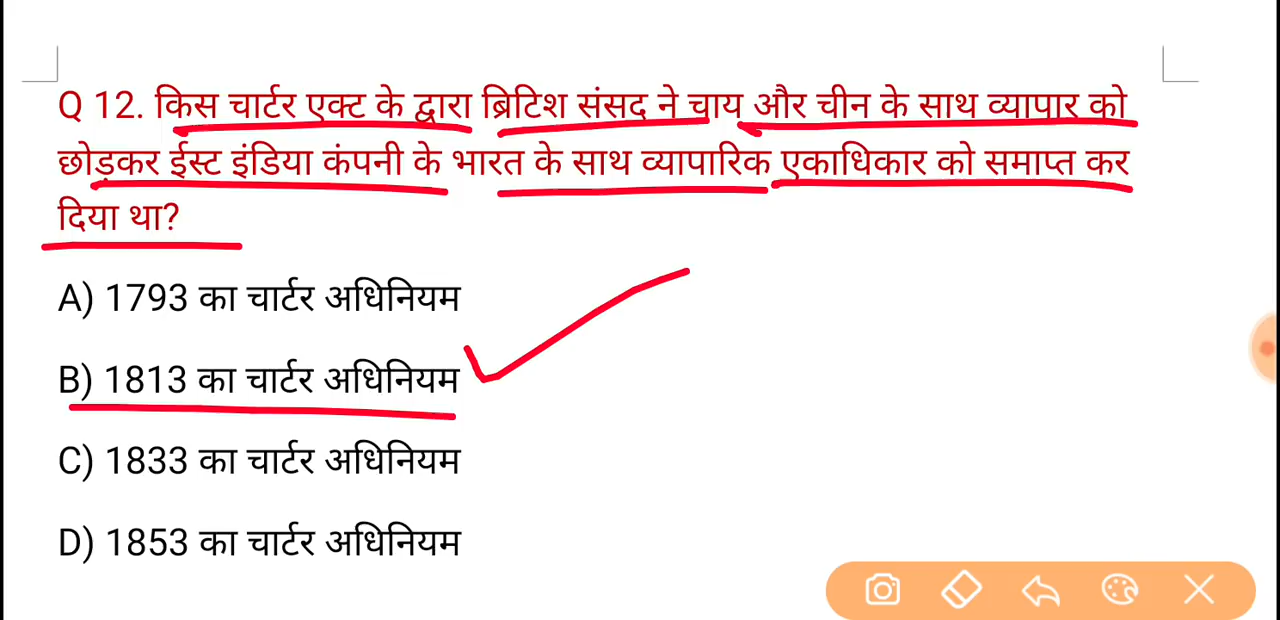 Q 12. किस चार्टर एक्ट के द्वारा ब्रिटिश संसद ने चाय और चीन के साथ व्यापार को
छोड़कर ईस्ट इंडिया कंपनी के भारत के साथ व्यापारिक एकाधिकार को समाप्त कर
दिया था?
A) 1793 का चार्टर अधिनियम
B) 1813 का चार्टर अधिनियम
C) 1833 का चार्टर अधिनियम
D) 1853 का चार्टर अधिनियम